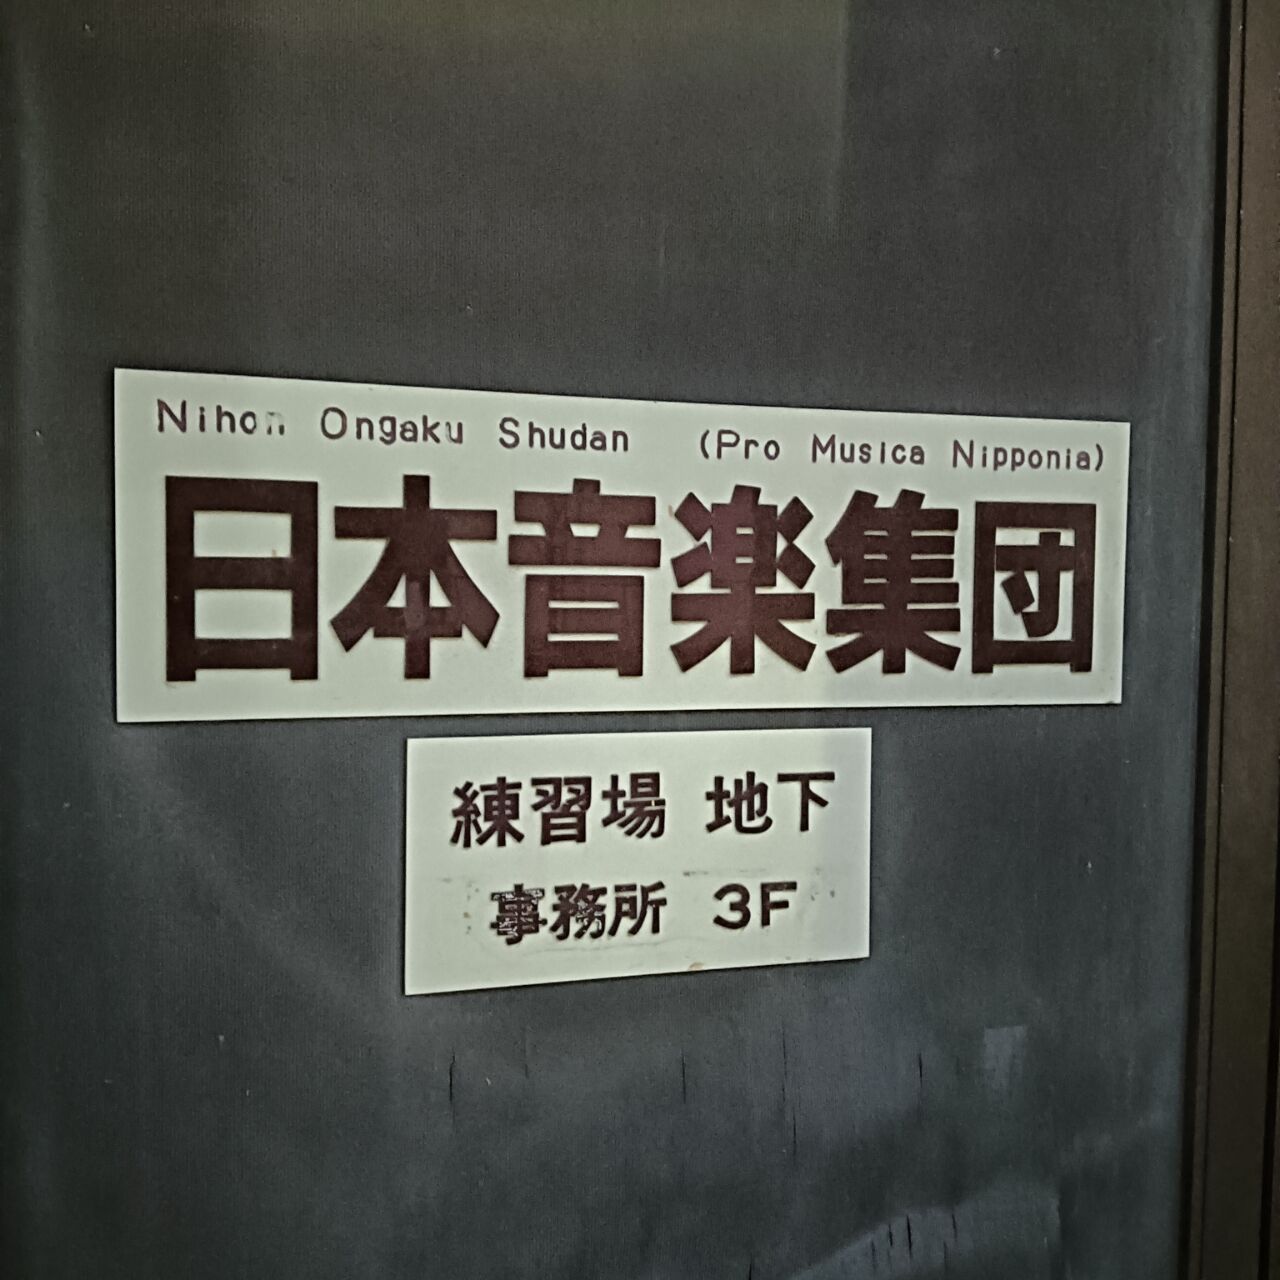 Nihon Ongaku Shudan (Pro Musica Nipponia)
日本音楽集団
練習場 地下
事務所 3F